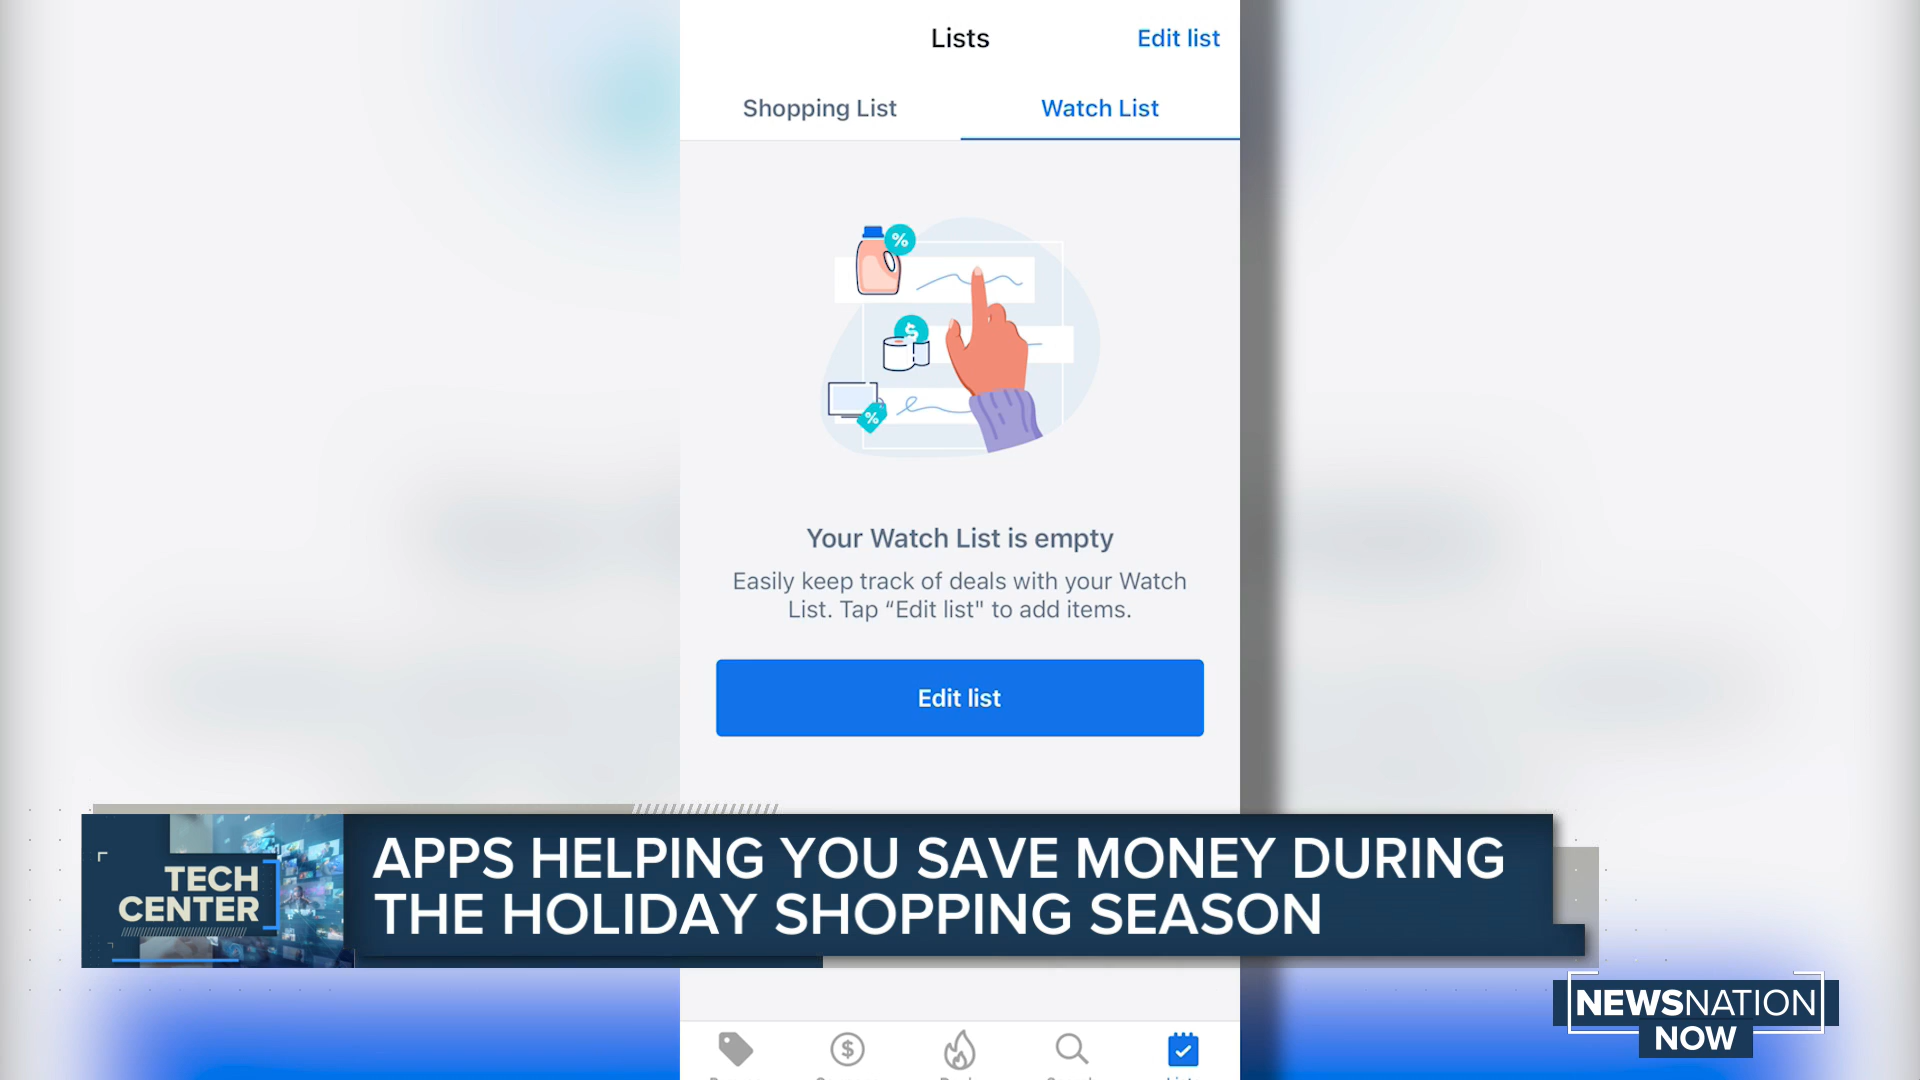 Lists
Edit list
Shopping List
Watch List
%
$
%
Your Watch List is empty
Easily keep track of deals with your Watch
List. Tap “Edit list" to add items.
Edit list
TECH
CENTER
APPS HELPING YOU SAVE MONEY DURING
THE HOLIDAY SHOPPING SEASON
$
NEWSNATION
NOW